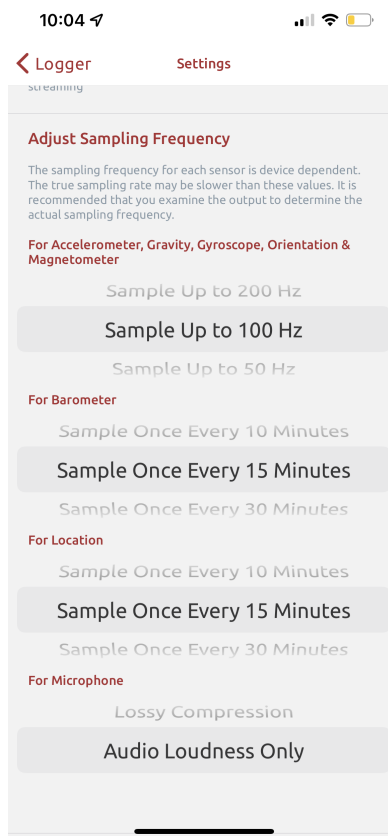 10:04
Logger
Settings
streaming
Adjust Sampling Frequency
The sampling frequency for each sensor is device dependent.
The true sampling rate may be slower than these values. It is
recommended that you examine the output to determine the
actual sampling frequency.
For Accelerometer, Gravity, Gyroscope, Orientation &
Magnetometer
Sample Up to 200 Hz
Sample Up to 100 Hz
Sample Up to 50 Hz
For Barometer
Sample Once Every 10 Minutes
Sample Once Every 15 Minutes
Sample Once Every 30 Minutes
For Location
Sample Once Every 10 Minutes
Sample Once Every 15 Minutes
Sample Once Every 30 Minutes
For Microphone
Lossy Compression
Audio Loudness Only